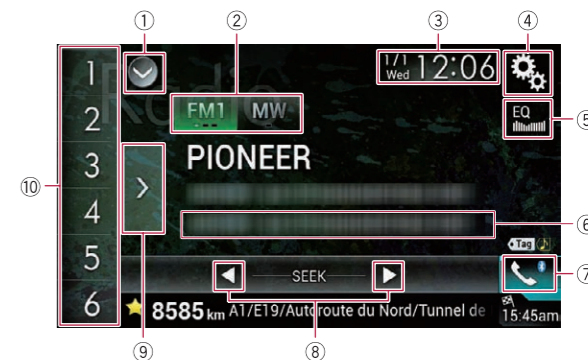 ① ② ③ ④
1 2 3 4 5 6
Radio
1/1 Wed 12:06
FM1 MW
EQ
⑤
PIONEER
⑥
⑩
Tag
⑦
SEEK
8585 km A1/E19/Autoroute du Nord/Tunnel de
15:45am
⑨ ⑧